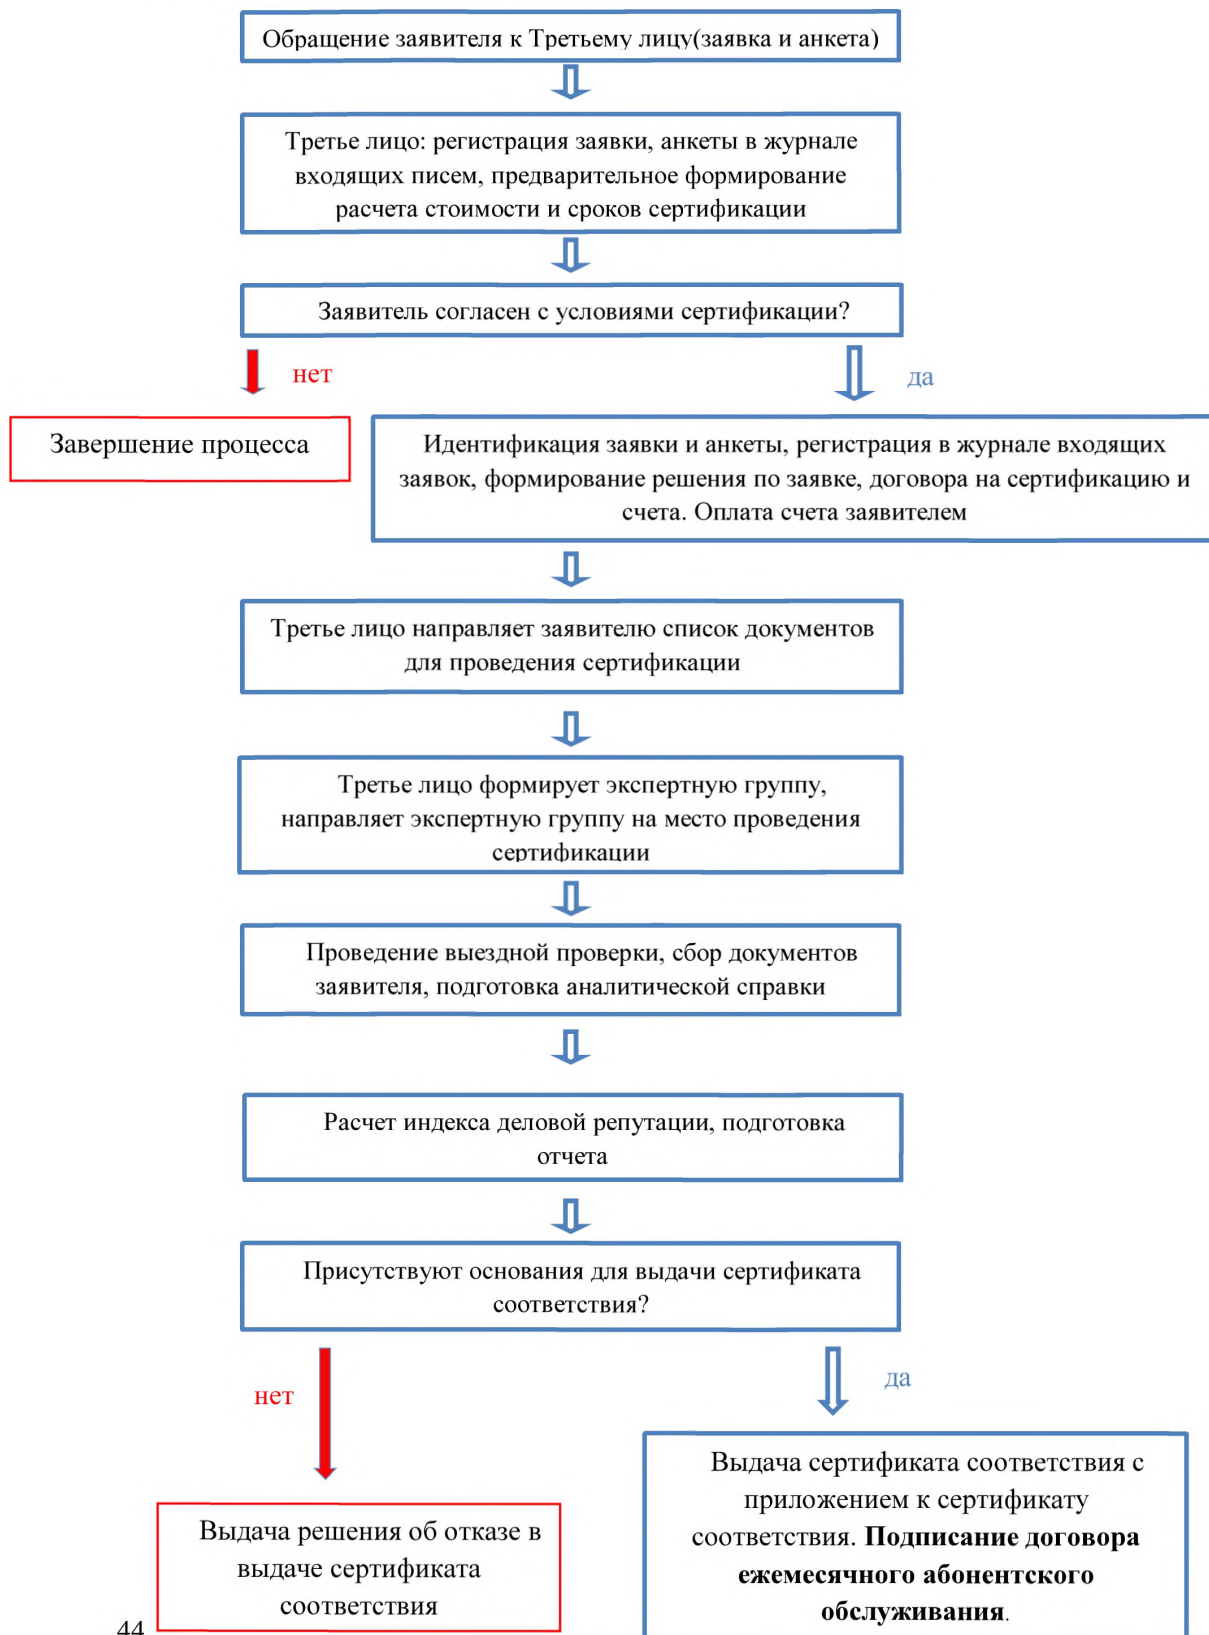 Обращение заявителя к Третьему лицу(заявка и анкета)
Третье лицо: регистрация заявки, анкеты в журнале
входящих писем, предварительное формирование
расчета стоимости и сроков сертификации
Заявитель согласен с условиями сертификации?
нет
да
Завершение процесса
Идентификация заявки и анкеты, регистрация в журнале входящих
заявок, формирование решения по заявке, договора на сертификацию и
счета. Оплата счета заявителем
Третье лицо направляет заявителю список документов
для проведения сертификации
Третье лицо формирует экспертную группу,
направляет экспертную группу на место проведения
сертификации
Проведение выездной проверки, сбор документов
заявителя, подготовка аналитической справки
Расчет индекса деловой репутации, подготовка
отчета
Присутствуют основания для выдачи сертификата
соответствия?
нет
да
Выдача решения об отказе в
выдаче сертификата
соответствия
Выдача сертификата соответствия с
приложением к сертификату
соответствия. Подписание договора
ежемесячного абонентского
обслуживания.
44